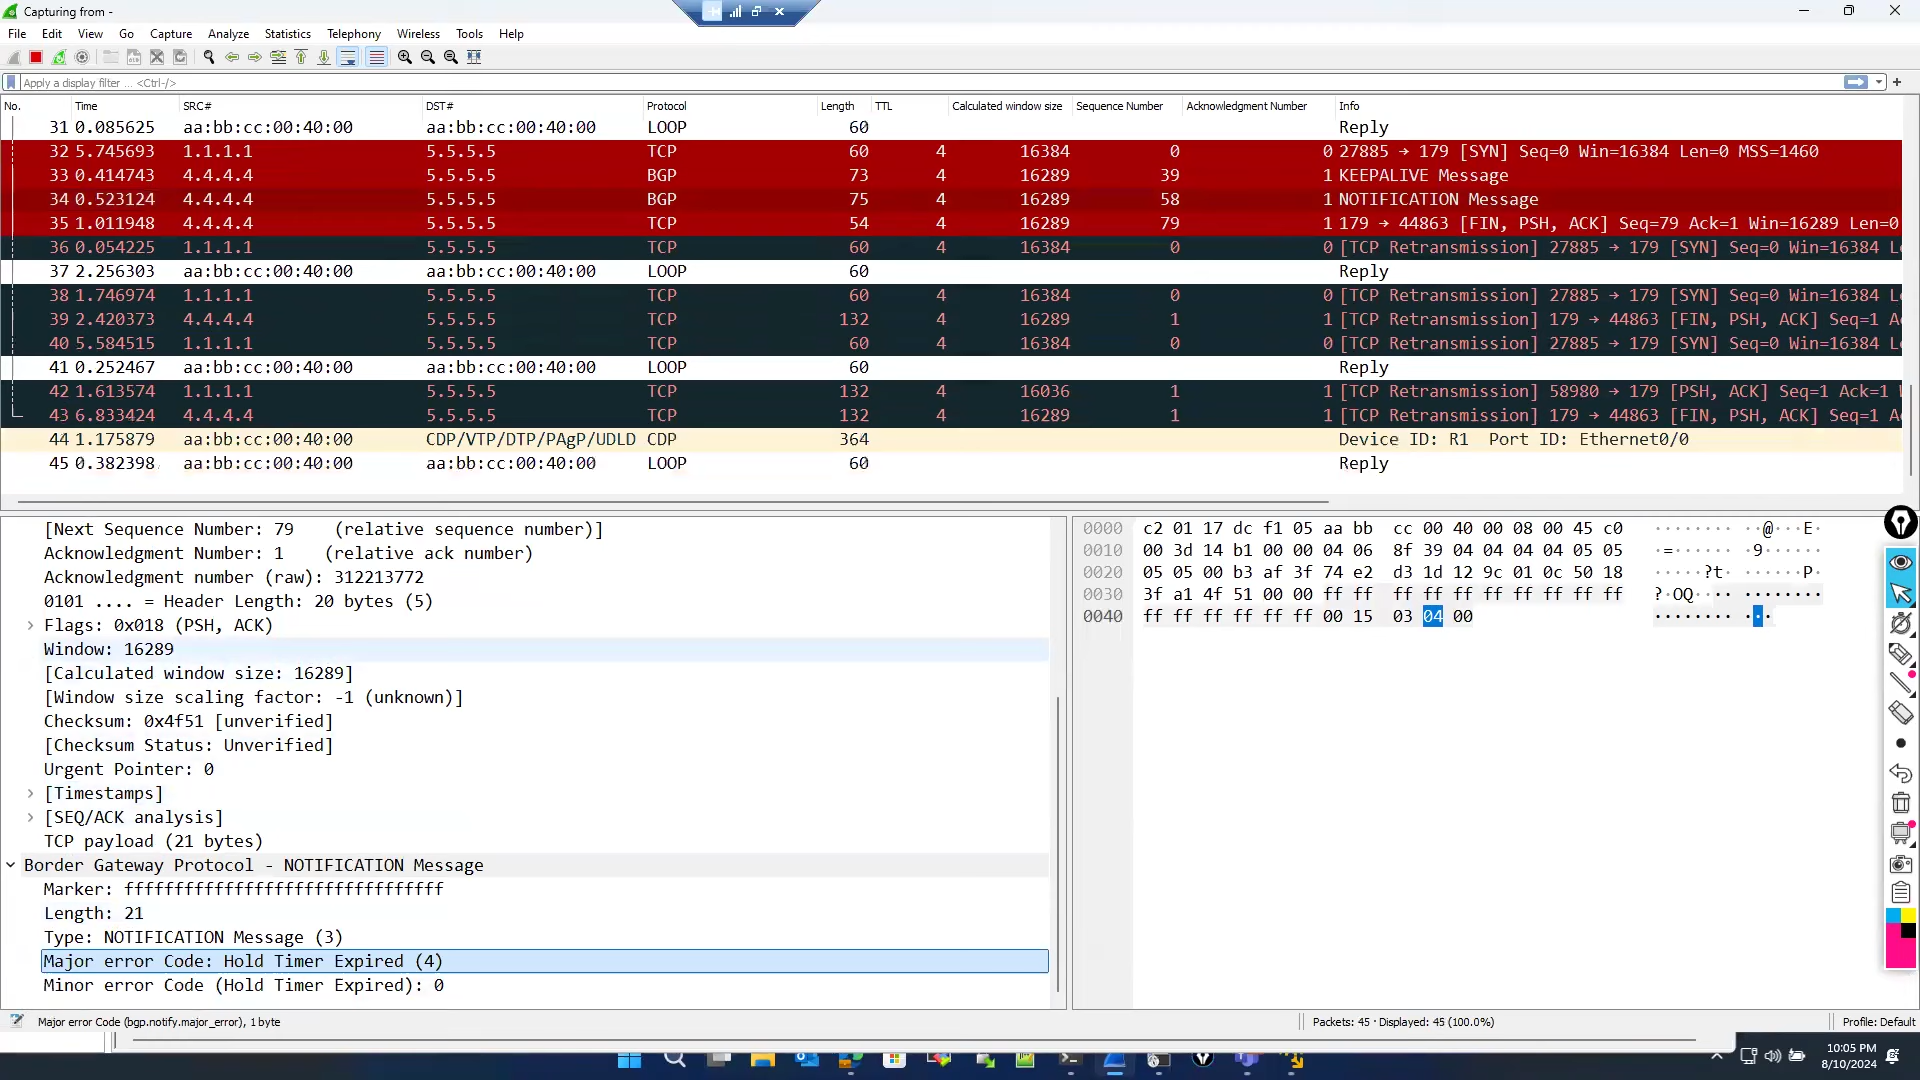 Capturing from -
File Edit View Go Capture Analyze Statistics Telephony Wireless Tools Help
Apply a display filter ... <Ctrl-/>
No. Time SRC# DST# Protocol Length TTL Calculated window size Sequence Number Acknowledgment Number Info
31 0.085625 aa:bb:cc:00:40:00 aa:bb:cc:00:40:00 LOOP 60 Reply
32 5.745693 1.1.1.1 5.5.5.5 TCP 60 4 16384 0 0 27885 → 179 [SYN] Seq=0 Win=16384 Len=0 MSS=1460
33 0.414743 4.4.4.4 5.5.5.5 BGP 73 4 16289 39 1 KEEPALIVE Message
34 0.523124 4.4.4.4 5.5.5.5 BGP 75 4 16289 58 1 NOTIFICATION Message
35 1.011948 4.4.4.4 5.5.5.5 TCP 54 4 16289 79 1 179 → 44863 [FIN, PSH, ACK] Seq=79 Ack=1 Win=16289 Len=0
36 0.054225 1.1.1.1 5.5.5.5 TCP 60 4 16384 0 0 [TCP Retransmission] 27885 → 179 [SYN] Seq=0 Win=16384 L
37 2.256303 aa:bb:cc:00:40:00 aa:bb:cc:00:40:00 LOOP 60 Reply
38 1.746974 1.1.1.1 5.5.5.5 TCP 60 4 16384 0 0 [TCP Retransmission] 27885 → 179 [SYN] Seq=0 Win=16384 L
39 2.420373 4.4.4.4 5.5.5.5 TCP 132 4 16289 1 1 [TCP Retransmission] 179 → 44863 [FIN, PSH, ACK] Seq=1 A
40 5.584515 1.1.1.1 5.5.5.5 TCP 60 4 16384 0 0 [TCP Retransmission] 27885 → 179 [SYN] Seq=0 Win=16384 L
41 0.252467 aa:bb:cc:00:40:00 aa:bb:cc:00:40:00 LOOP 60 Reply
42 1.613574 1.1.1.1 5.5.5.5 TCP 132 4 16036 1 1 [TCP Retransmission] 58980 → 179 [PSH, ACK] Seq=1 Ack=1
43 6.833424 4.4.4.4 5.5.5.5 TCP 132 4 16289 1 1 [TCP Retransmission] 179 → 44863 [FIN, PSH, ACK] Seq=1 A
44 1.175879 aa:bb:cc:00:40:00 CDP/VTP/DTP/PAgP/UDLD CDP 364 Device ID: R1 Port ID: Ethernet0/0
45 0.382398 aa:bb:cc:00:40:00 aa:bb:cc:00:40:00 LOOP 60 Reply
[Next Sequence Number: 79 (relative sequence number)]
Acknowledgment Number: 1 (relative ack number)
Acknowledgment number (raw): 312213772
0101 .... = Header Length: 20 bytes (5)
Flags: 0x018 (PSH, ACK)
Window: 16289
[Calculated window size: 16289]
[Window size scaling factor: -1 (unknown)]
Checksum: 0x4f51 [unverified]
[Checksum Status: Unverified]
Urgent Pointer: 0
[Timestamps]
[SEQ/ACK analysis]
TCP payload (21 bytes)
Border Gateway Protocol - NOTIFICATION Message
Marker: ffffffffffffffffffffffffffffffff
Length: 21
Type: NOTIFICATION Message (3)
Major error Code: Hold Timer Expired (4)
Minor error Code (Hold Timer Expired): 0
0000 c2 01 17 dc f1 05 aa bb cc 00 40 00 08 00 45 c0 ········ ··@···E·
0010 00 3d 14 b1 00 00 04 06 8f 39 04 04 04 04 05 05 ·=······ ·9······
0020 05 05 00 b3 af 3f 74 e2 d3 1d 12 9c 01 0c 50 18 ·····?t· ······P·
0030 3f a1 4f 51 00 00 ff ff ff ff ff ff ff ff ff ff ?·OQ···· ········
0040 ff ff ff ff ff ff 00 15 03 04 00 ········ ···
Major error Code (bgp.notify.major_error), 1 byte
Packets: 45 · Displayed: 45 (100.0%)
Profile: Default
10:05 PM
8/10/2024